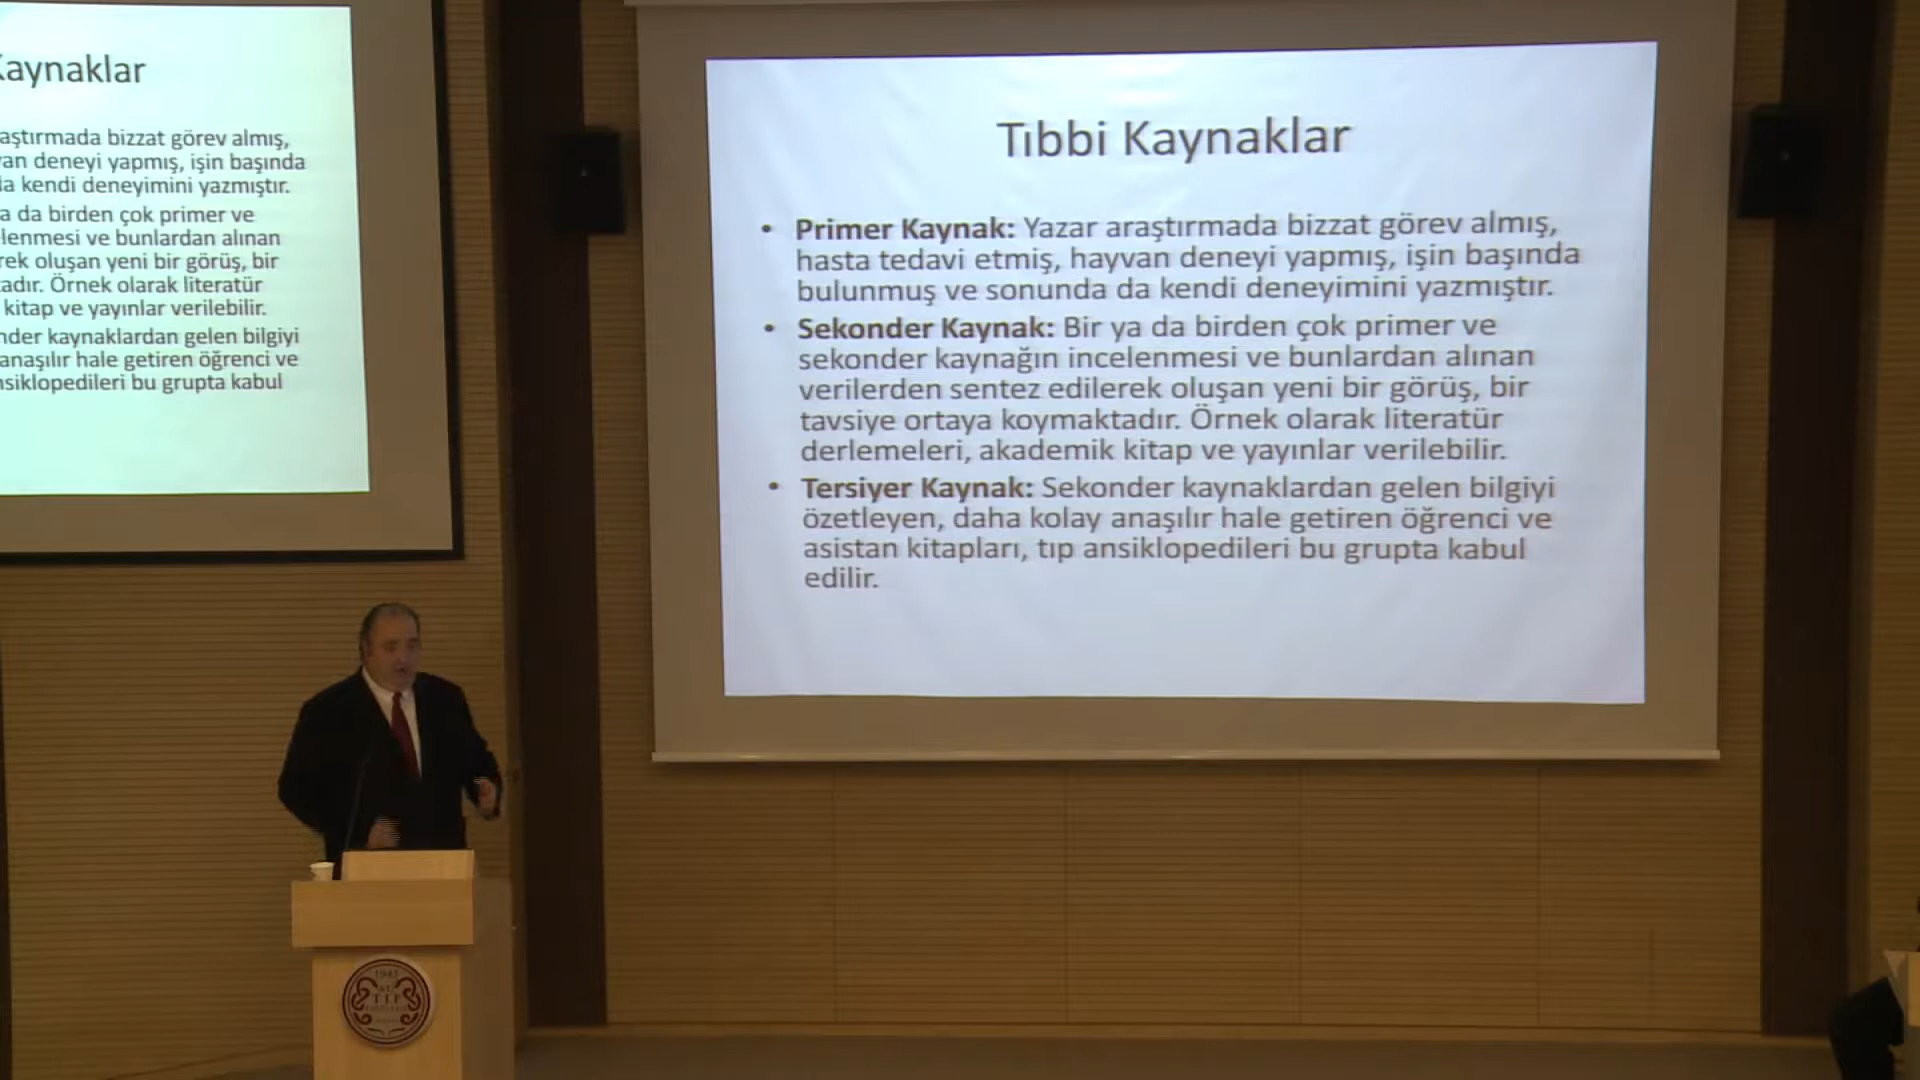 Kaynaklar
aştırmada bizzat görev almış,
van deneyi yapmış, işin başında
da kendi deneyimini yazmıştır.
a da birden çok primer ve
lenmesi ve bunlardan alınan
rek oluşan yeni bir görüş, bir
tadır. Örnek olarak literatür
kitap ve yayınlar verilebilir.
nder kaynaklardan gelen bilgiyi
anaşılır hale getiren öğrenci ve
nsiklopedileri bu grupta kabul
Tıbbi Kaynaklar
• Primer Kaynak: Yazar araştırmada bizzat görev almış,
hasta tedavi etmiş, hayvan deneyi yapmış, işin başında
bulunmuş ve sonunda da kendi deneyimini yazmıştır.
• Sekonder Kaynak: Bir ya da birden çok primer ve
sekonder kaynağın incelenmesi ve bunlardan alınan
verilerden sentez edilerek oluşan yeni bir görüş, bir
tavsiye ortaya koymaktadır. Örnek olarak literatür
derlemeleri, akademik kitap ve yayınlar verilebilir.
• Tersiyer Kaynak: Sekonder kaynaklardan gelen bilgiyi
özetleyen, daha kolay anaşılır hale getiren öğrenci ve
asistan kitapları, tıp ansiklopedileri bu grupta kabul
edilir.
1945
TIP